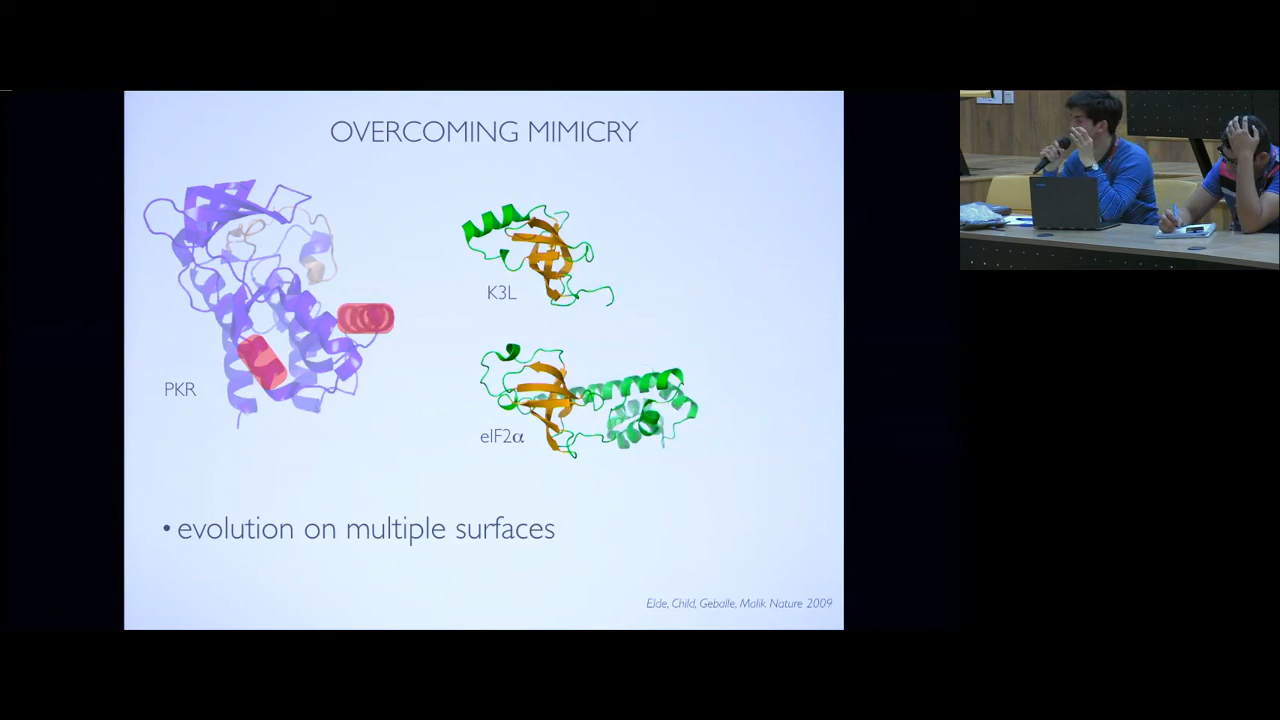 OVERCOMING MIMICRY
K3L
PKR
eIF2α
• evolution on multiple surfaces
Elde, Child, Geballe, Malik Nature 2009